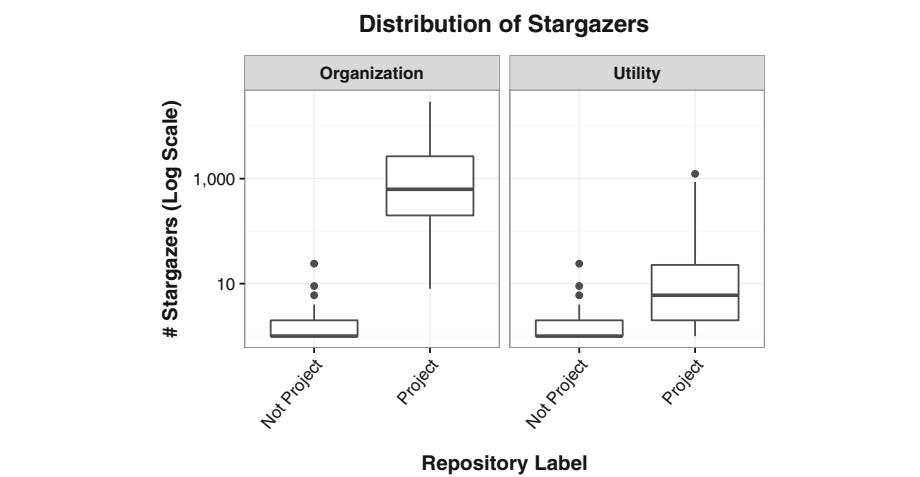 Distribution of Stargazers
Organization
Utility
# Stargazers (Log Scale)
1,000
10
Not Project
Project
Not Project
Project
Repository Label